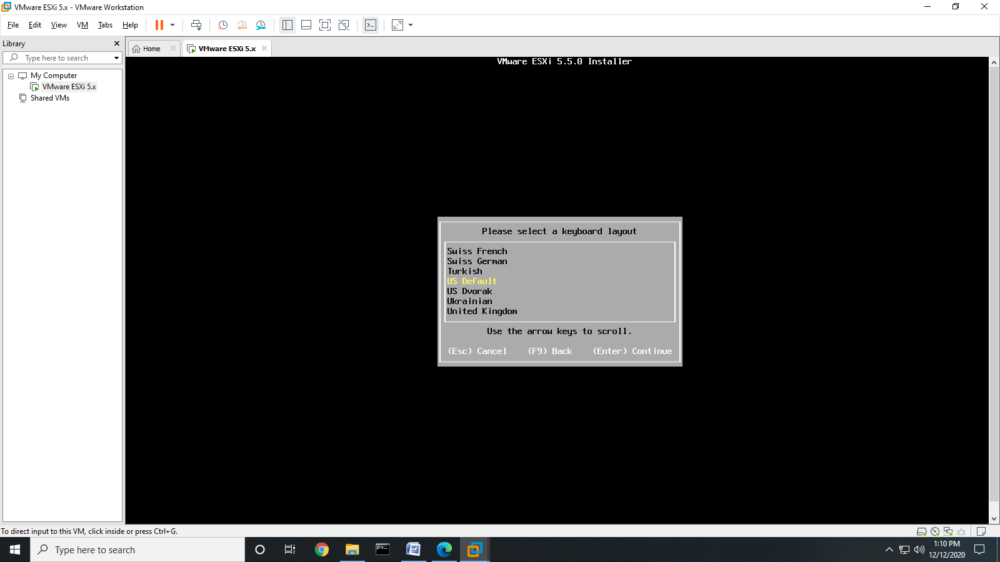 VMware ESXi 5.x - VMware Workstation
File Edit View VM Tabs Help
Library
Type here to search
My Computer
VMware ESXi 5.x
Shared VMs
Home
VMware ESXi 5.x
VMware ESXi 5.5.0 Installer
Please select a keyboard layout
Swiss French
Swiss German
Turkish
US Default
US Dvorak
Ukrainian
United Kingdom
Use the arrow keys to scroll.
(Esc) Cancel (F9) Back (Enter) Continue
To direct input to this VM, click inside or press Ctrl+G.
Type here to search
1:10 PM
12/12/2020